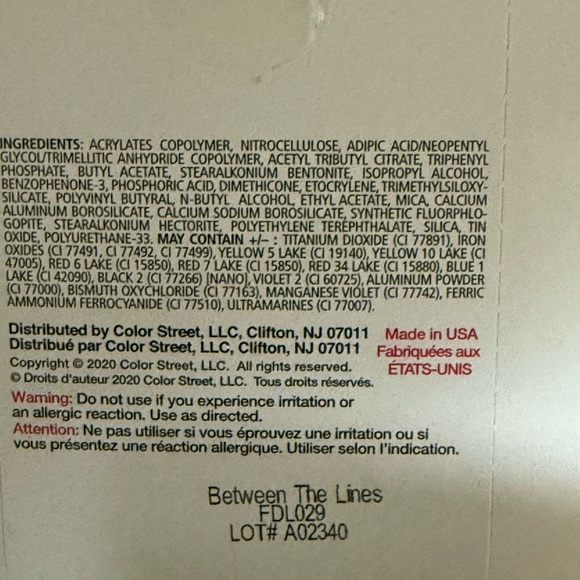 INGREDIENTS: ACRYLATES COPOLYMER, NITROCELLULOSE, ADIPIC ACID/NEOPENTYL
GLYCOL/TRIMELLITIC ANHYDRIDE COPOLYMER, ACETYL TRIBUTYL CITRATE, TRIPHENYL
PHOSPHATE, BUTYL ACETATE, STEARALKONIUM BENTONITE, ISOPROPYL ALCOHOL,
BENZOPHENONE-3, PHOSPHORIC ACID, DIMETHICONE, ETOCRYLENE, TRIMETHYLSILOXY-
SILICATE, POLYVINYL BUTYRAL, N-BUTYL ALCOHOL, ETHYL ACETATE, MICA, CALCIUM
ALUMINUM BOROSILICATE, CALCIUM SODIUM BOROSILICATE, SYNTHETIC FLUORPHLO-
GOPITE, STEARALKONIUM HECTORITE, POLYETHYLENE TEREPHTHALATE, SILICA, TIN
OXIDE, POLYURETHANE-33. MAY CONTAIN +/– : TITANIUM DIOXIDE (CI 77891), IRON
OXIDES (CI 77491, CI 77492, CI 77499), YELLOW 5 LAKE (CI 19140), YELLOW 10 LAKE (CI
47005), RED 6 LAKE (CI 15850), RED 7 LAKE (CI 15850), RED 34 LAKE (CI 15880), BLUE 1
LAKE (CI 42090), BLACK 2 (CI 77266) [NANO], VIOLET 2 (CI 60725), ALUMINUM POWDER
(CI 77000), BISMUTH OXYCHLORIDE (CI 77163), MANGANESE VIOLET (CI 77742), FERRIC
AMMONIUM FERROCYANIDE (CI 77510), ULTRAMARINES (CI 77007).
Distributed by Color Street, LLC, Clifton, NJ 07011
Distribué par Color Street, LLC, Clifton, NJ 07011
Made in USA
Fabriquées aux
ÉTATS-UNIS
Copyright © 2020 Color Street, LLC. All rights reserved.
© Droits d'auteur 2020 Color Street, LLC. Tous droits réservés.
Warning: Do not use if you experience irritation or
an allergic reaction. Use as directed.
Attention: Ne pas utiliser si vous éprouvez une irritation ou si
vous présentez une réaction allergique. Utiliser selon l'indication.
Between The Lines
FDL029
LOT# A02340